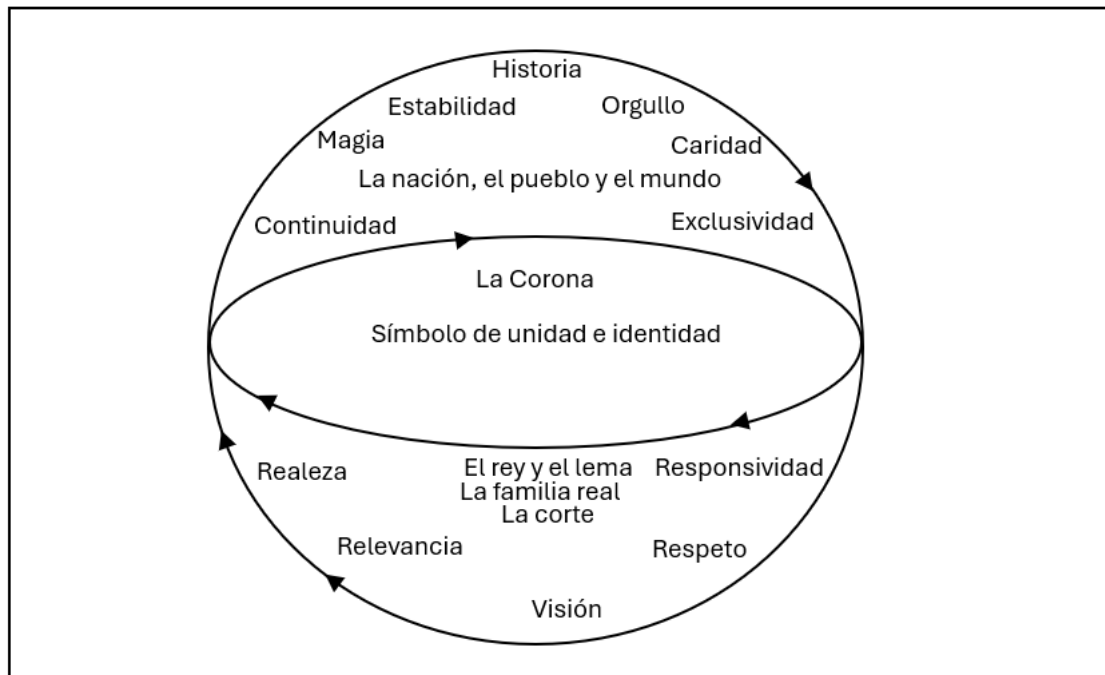 Historia
Estabilidad Orgullo
Magia Caridad
La nación, el pueblo y el mundo
Continuidad Exclusividad
La Corona
Símbolo de unidad e identidad
Realeza El rey y el lema Responsividad
La familia real
La corte
Relevancia Respeto
Visión